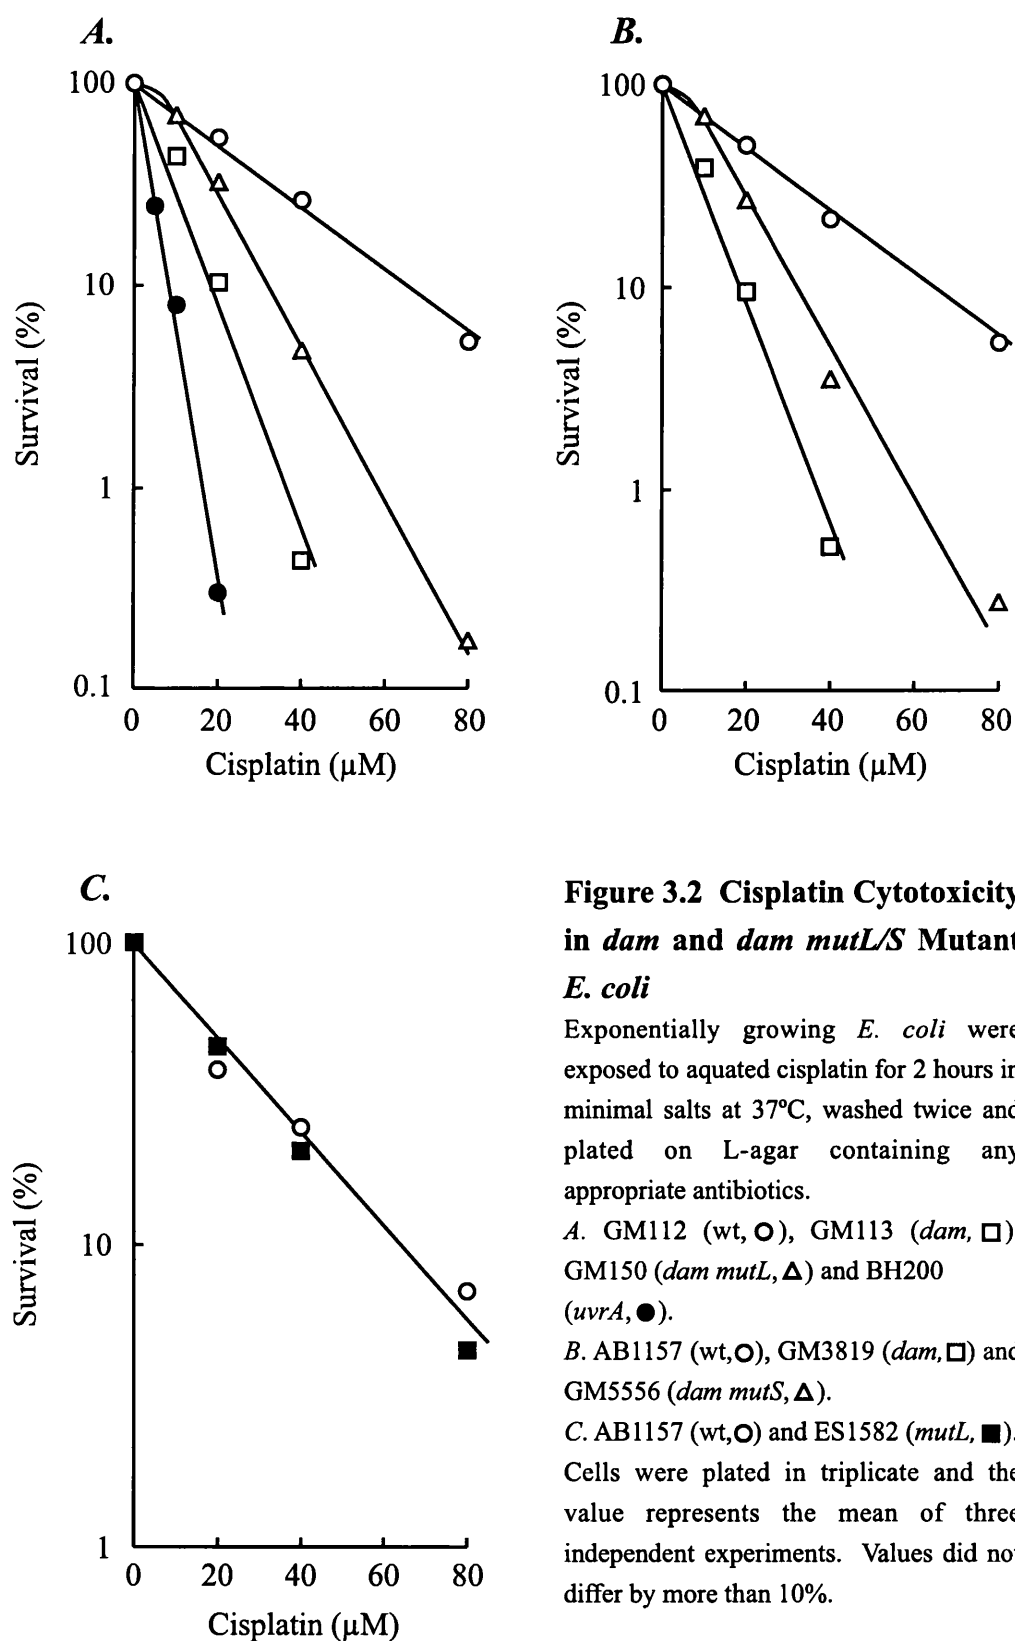 A.
100
10
1
0.1
Survival (%)
0 20 40 60 80
Cisplatin (μM)
B.
100
10
1
0.1
Survival (%)
0 20 40 60 80
Cisplatin (μM)
C.
100
10
1
Survival (%)
0 20 40 60 80
Cisplatin (μM)
Figure 3.2 Cisplatin Cytotoxicity
in dam and dam mutL/S Mutant
E. coli
Exponentially growing E. coli were
exposed to aquated cisplatin for 2 hours in
minimal salts at 37ºC, washed twice and
plated on L-agar containing any
appropriate antibiotics.
A. GM112 (wt, ○), GM113 (dam, □)
GM150 (dam mutL, △) and BH200
(uvrA, ●).
B. AB1157 (wt,○), GM3819 (dam, □) and
GM5556 (dam mutS, △).
C. AB1157 (wt,○) and ES1582 (mutL, ■).
Cells were plated in triplicate and the
value represents the mean of three
independent experiments. Values did not
differ by more than 10%.